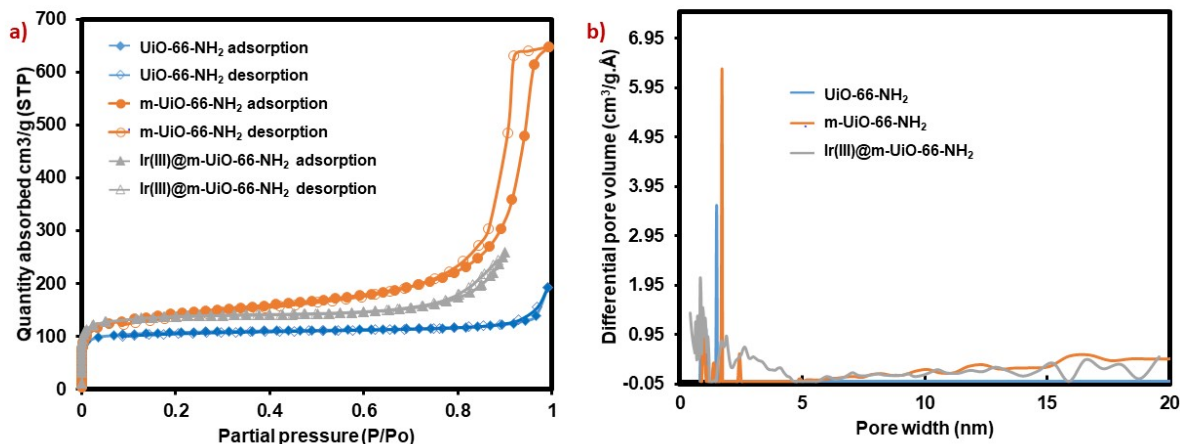 a)
Quantity absorbed cm3/g (STP)
700
600
500
400
300
200
100
0
UiO-66-NH₂ adsorption
UiO-66-NH₂ desorption
m-UiO-66-NH₂ adsorption
m-UiO-66-NH₂ desorption
Ir(III)@m-UiO-66-NH₂ adsorption
Ir(III)@m-UiO-66-NH₂ desorption
0 0.2 0.4 0.6 0.8 1
Partial pressure (P/Po)
b)
Differential pore volume (cm³/g.Å)
6.95
5.95
4.95
3.95
2.95
1.95
0.95
-0.05
UiO-66-NH₂
m-UiO-66-NH₂
Ir(III)@m-UiO-66-NH₂
0 5 10 15 20
Pore width (nm)